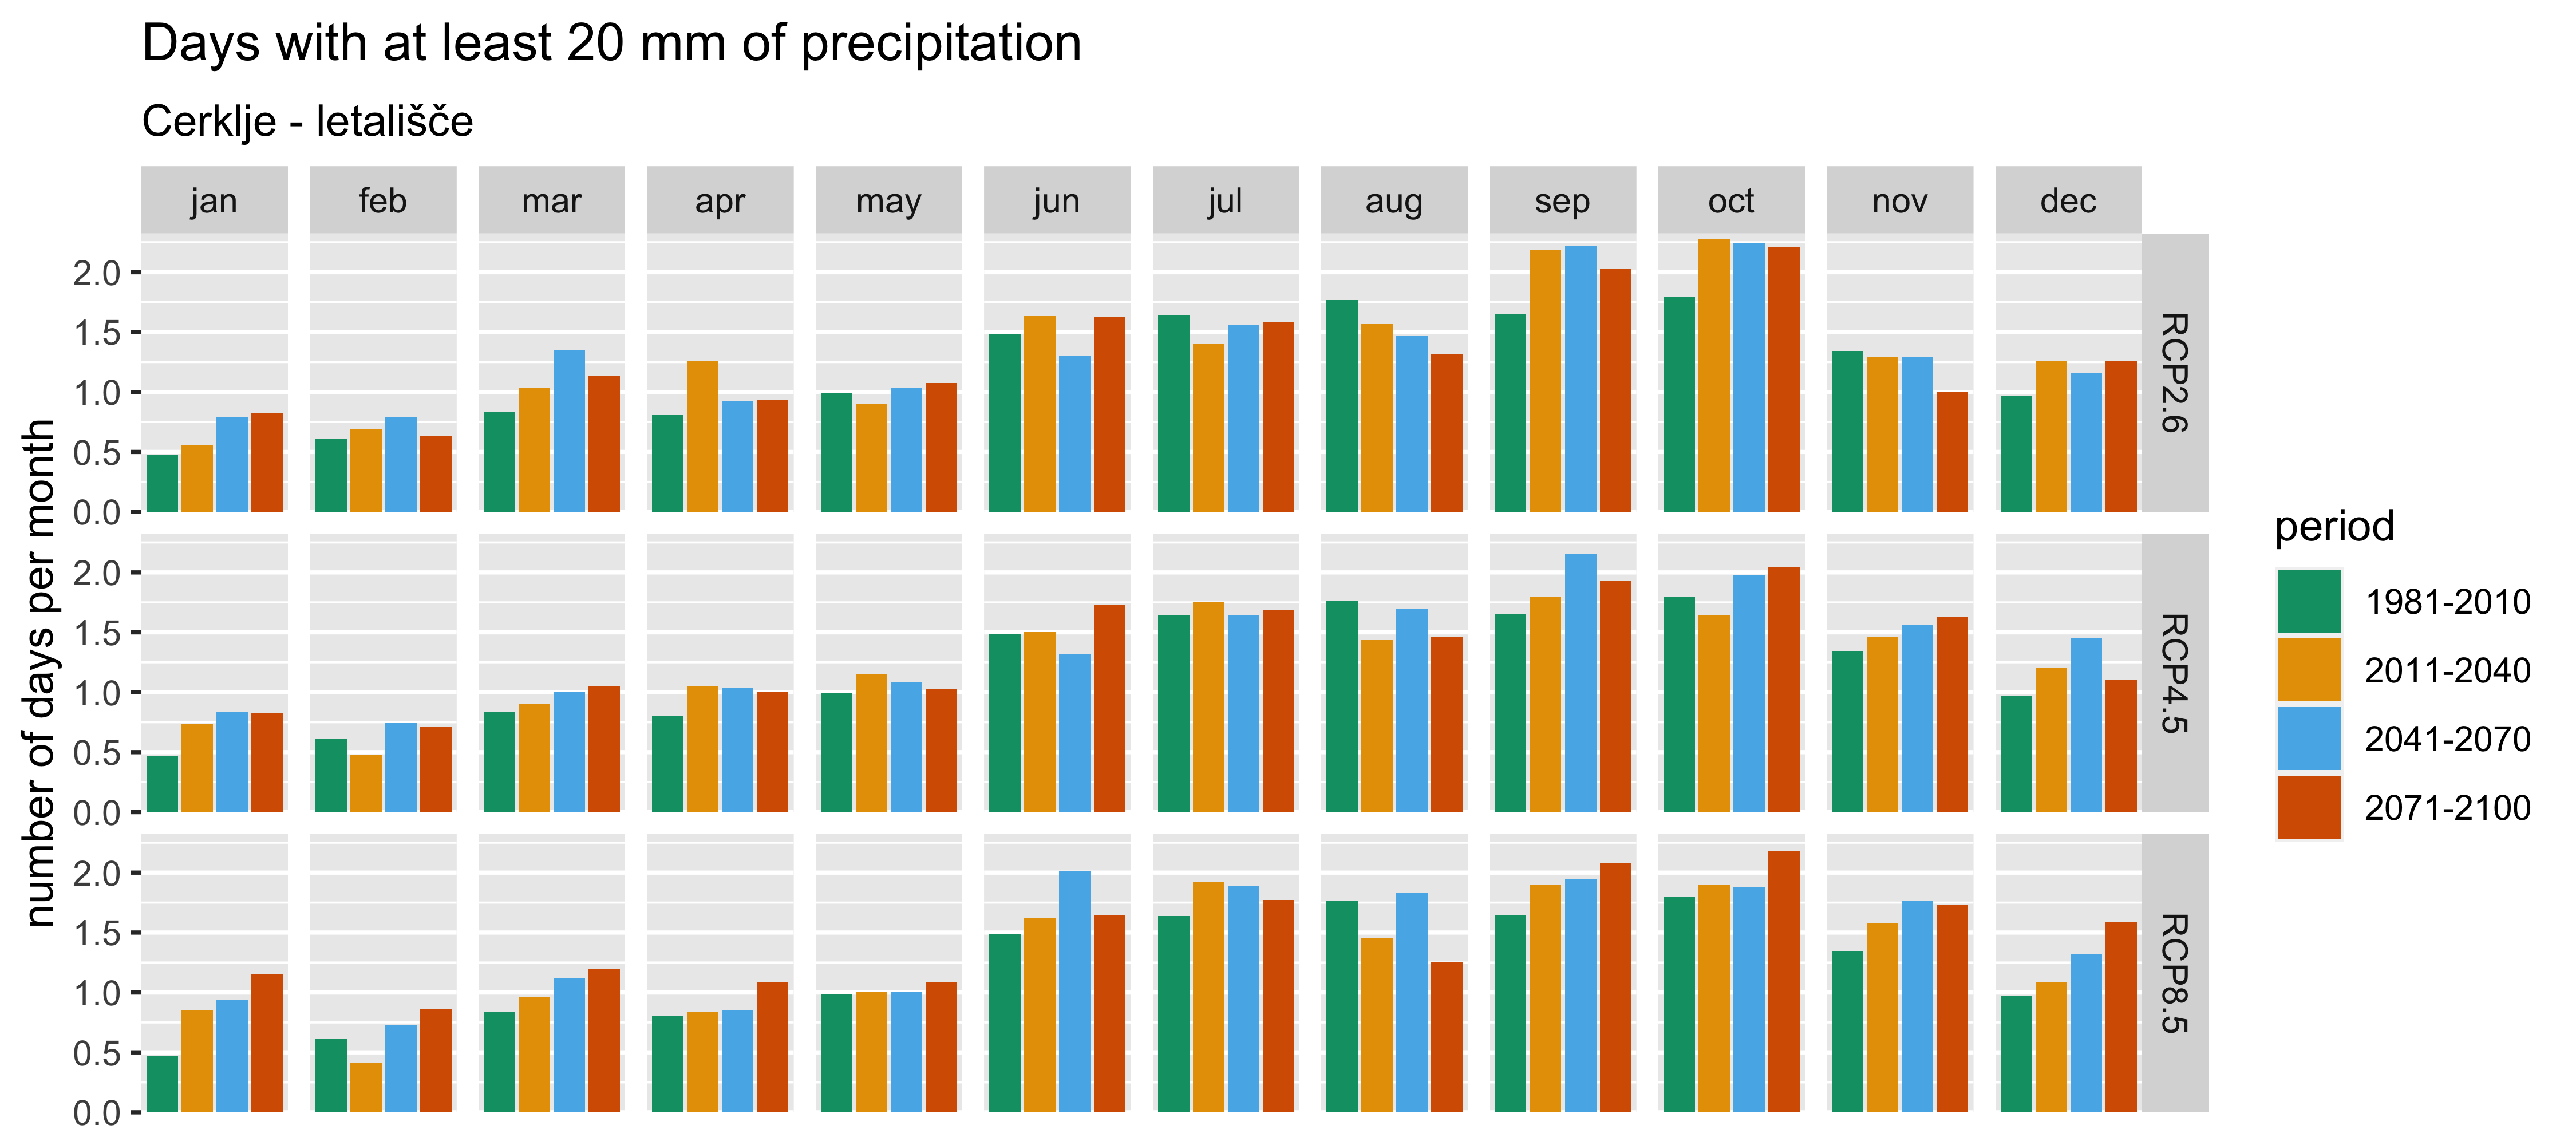 Days with at least 20 mm of precipitation
Cerklje - letališče
jan feb mar apr may jun jul aug sep oct nov dec
number of days per month
2.0
1.5
1.0
0.5
0.0
RCP2.6
2.0
1.5
1.0
0.5
0.0
RCP4.5
2.0
1.5
1.0
0.5
0.0
RCP8.5
period
1981-2010
2011-2040
2041-2070
2071-2100